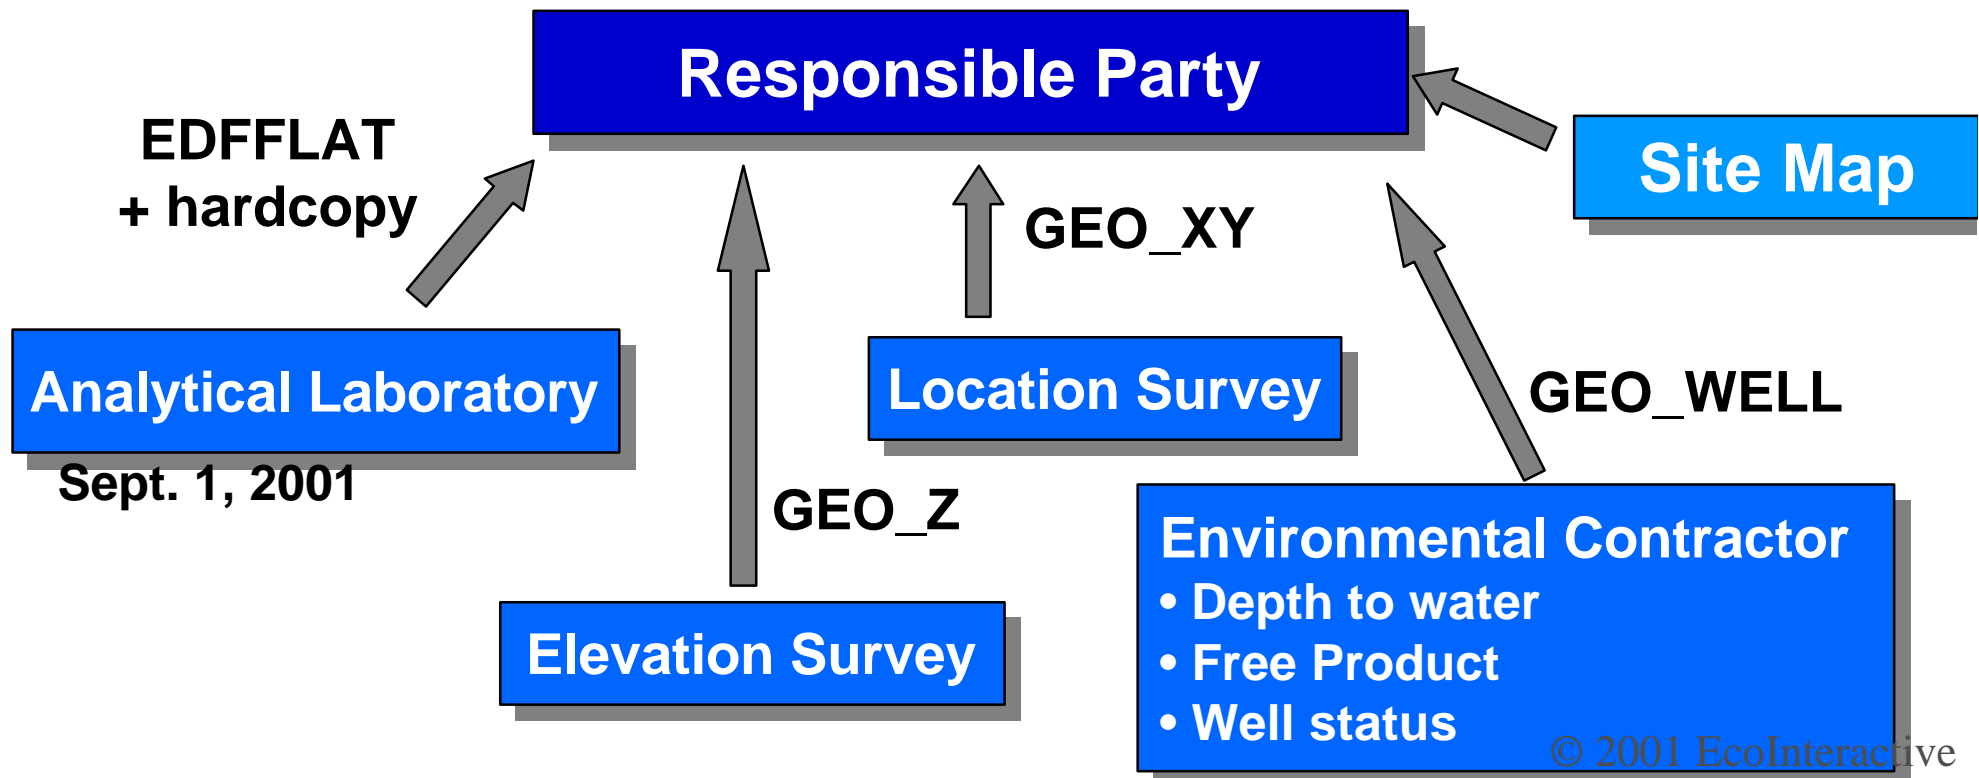 Responsible Party
EDFFLAT
+ hardcopy
Site Map
GEO_XY
Analytical Laboratory
Location Survey
GEO_WELL
Sept. 1, 2001
GEO_Z
Environmental Contractor
• Depth to water
• Free Product
• Well status
Elevation Survey
© 2001 EcoInteractive